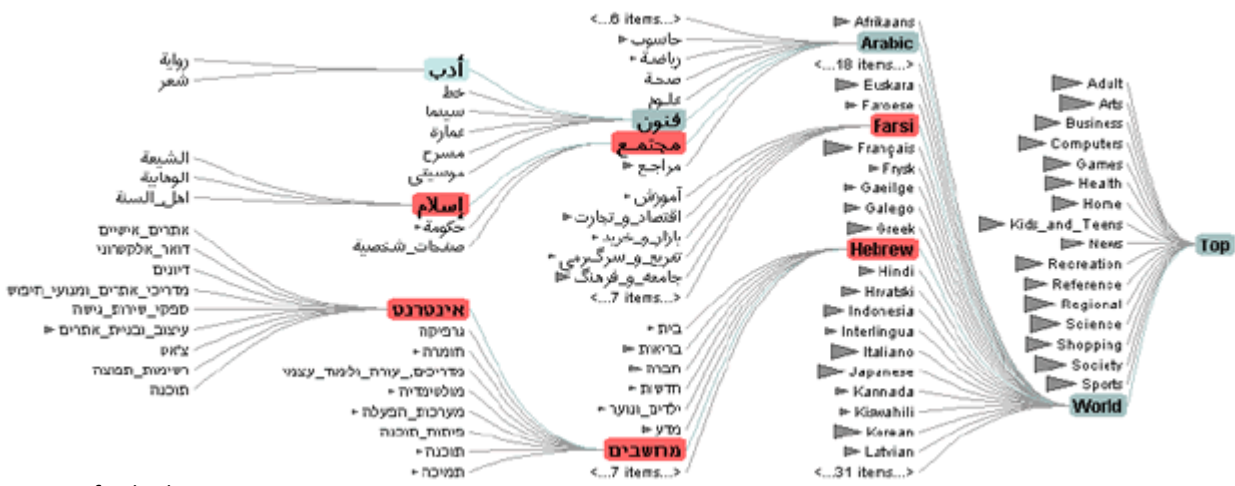 Top
Adult
Arts
Business
Computers
Games
Health
Home
Kids_and_Teens
News
Recreation
Reference
Regional
Science
Shopping
Society
Sports
World
Afrikaans
Arabic
<...18 items...>
Euskara
Faroese
Farsi
Français
Frysk
Gaeilge
Galego
Greek
Hebrew
Hindi
Hrvatski
Indonesia
Interlingua
Italiano
Japanese
Kannada
Kiswahili
Korean
Latvian
<...31 items...>
<...6 items...>
حاسوب
رياضة
صحة
علوم
فنون
مجتمع
مراجع
آموزش
اقتصاد_و_تجارت
بازار_و_خريد
تفريح_و_سرگرمی
جامعه_و_فرهنگ
<...7 items...>
בית
בריאות
חברה
חדשות
ילדים_ונוער
מדע
מחשבים
<...7 items...>
أدب
خط
سينما
عمارة
مسرح
موسيقى
إسلام
حكومة
صفحات_شخصية
אינטרנט
גרפיקה
חומרה
מדריכים,_עזרה_ולימוד_עצמי
מולטימדיה
מערכות_הפעלה
פיתוח_תוכנה
תוכנה
תמיכה
رواية
شعر
الشيعة
الوهابية
اهل_السنة
אתרים_אישיים
דואר_אלקטרוני
דיונים
מדריכי_אתרים_ומנועי_חיפוש
ספקי_שירות_גישה
עיצוב_ובניית_אתרים
צ'אט
רשימות_תפוצה
תוכנה